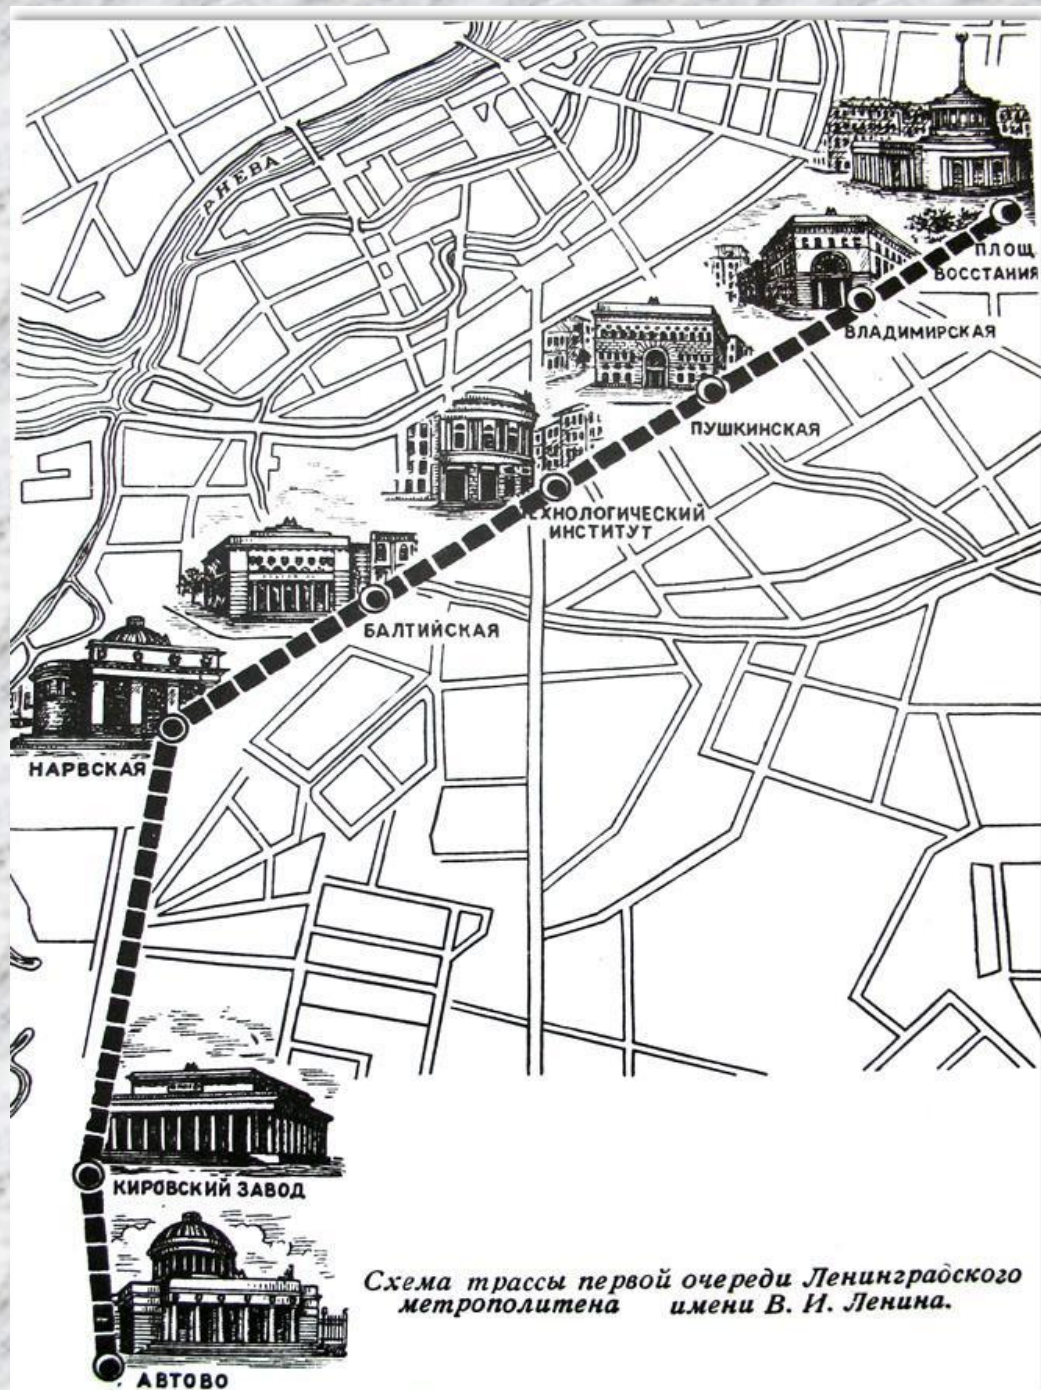 Р. НЕВА
ПЛОЩ
ВОССТАНИЯ
ВЛАДИМИРСКАЯ
ПУШКИНСКАЯ
ЕХНОЛОГИЧЕСКИЙ
ИНСТИТУТ
БАЛТИЙСКАЯ
НАРВСКАЯ
КИРОВСКИЙ ЗАВОД
АВТОВО
Схема трассы первой очереди Ленинградского
метрополитена имени В. И. Ленина.